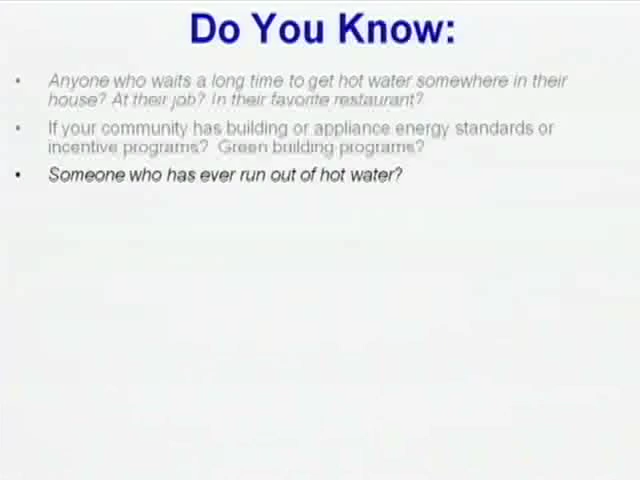 Do You Know:
• Anyone who waits a long time to get hot water somewhere in their
house? At their job? In their favorite restaurant?
• If your community has building or appliance energy standards or
incentive programs? Green building programs?
• Someone who has ever run out of hot water?